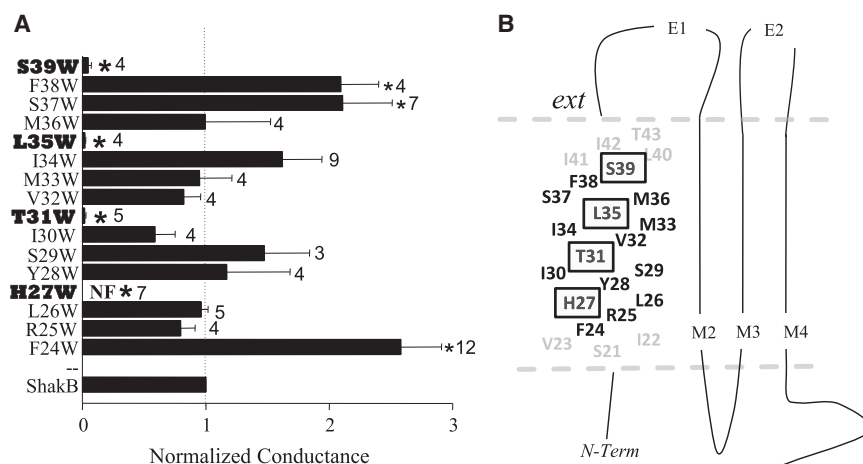 A
S39W * 4
F38W *4
S37W *7
M36W 4
L35W * 4
I34W 9
M33W 4
V32W 4
T31W * 5
I30W 4
S29W 3
Y28W 4
H27W NF * 7
L26W 5
R25W 4
F24W *12
--
ShakB
0 1 2 3
Normalized Conductance
B
E1 E2
ext
T43
I42
L40
I41
S39
F38
S37 M36
L35
M33
I34
V32
T31
S29
I30
Y28
L26
H27
R25
F24
M2 M3 M4
I22
V23
S21
N-Term